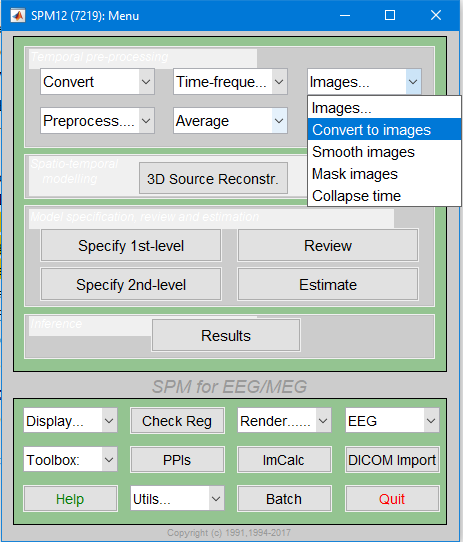 SPM12 (7219): Menu
Temporal pre-processing
Convert
Time-freque...
Images...
Preprocess....
Average
Images...
Convert to images
Smooth images
Mask images
Collapse time
Spatio-temporal
modelling
3D Source Reconstr.
Model specification, review and estimation
Specify 1st-level
Review
Specify 2nd-level
Estimate
Inference
Results
SPM for EEG/MEG
Display...
Check Reg
Render......
EEG
Toolbox:
PPIs
ImCalc
DICOM Import
Help
Utils...
Batch
Quit
Copyright (c) 1991,1994-2017